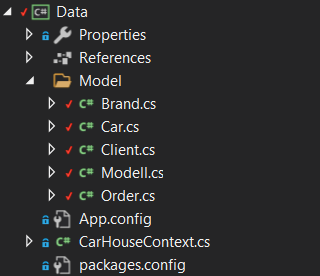 C# Data
Properties
References
Model
C# Brand.cs
C# Car.cs
C# Client.cs
C# Modell.cs
C# Order.cs
App.config
C# CarHouseContext.cs
packages.config